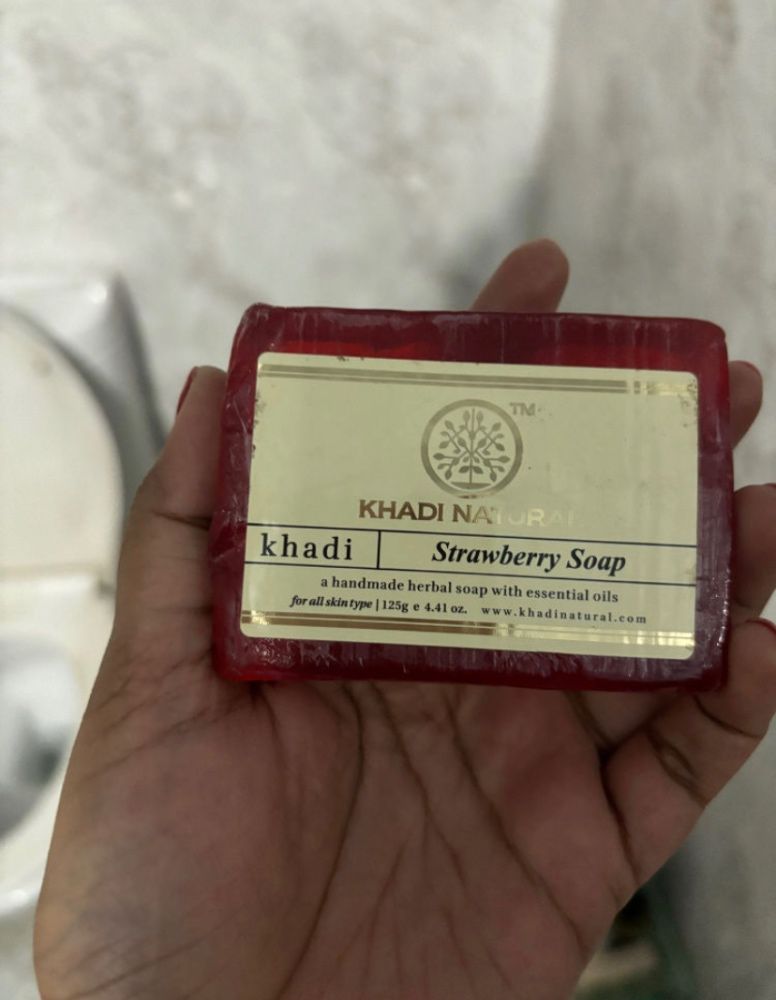 TM
KHADI NATURAL
khadi
Strawberry Soap
a handmade herbal soap with essential oils
for all skin type | 125g e 4.41 oz. www.khadinatural.com